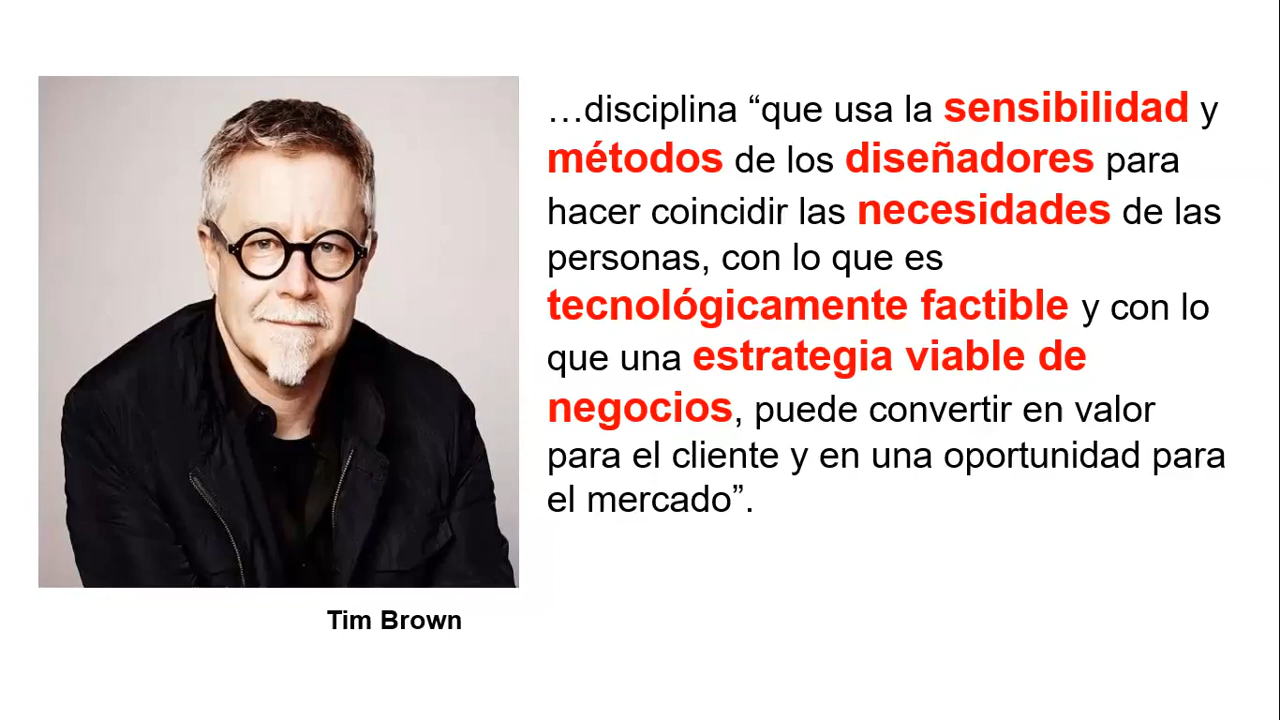 …disciplina “que usa la sensibilidad y
métodos de los diseñadores para
hacer coincidir las necesidades de las
personas, con lo que es
tecnológicamente factible y con lo
que una estrategia viable de
negocios, puede convertir en valor
para el cliente y en una oportunidad para
el mercado”.
Tim Brown